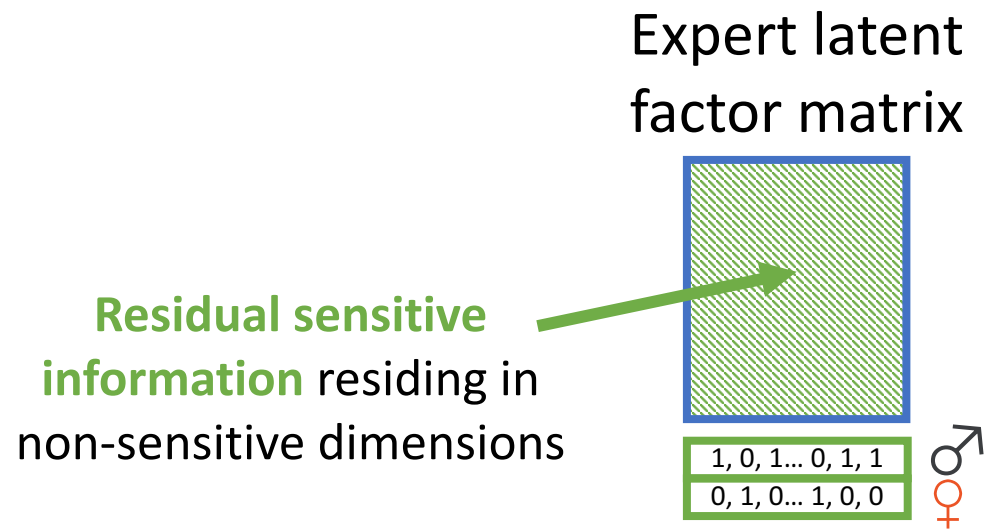 Expert latent
factor matrix
Residual sensitive
information residing in
non-sensitive dimensions
1, 0, 1... 0, 1, 1
0, 1, 0... 1, 0, 0